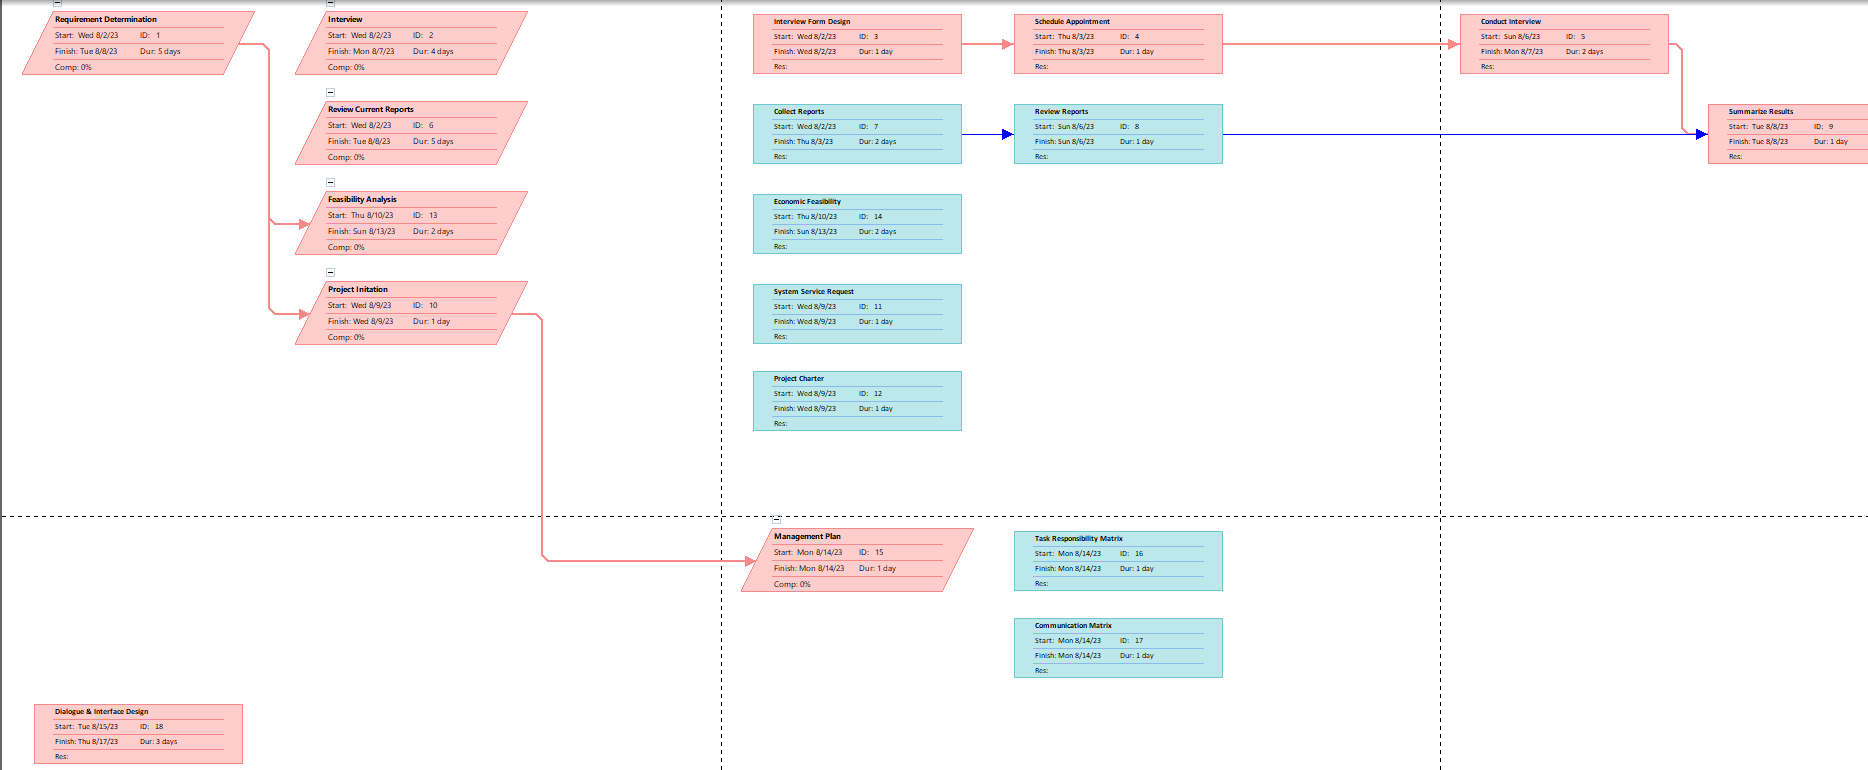 Requirement Determination
Start: Wed 8/2/23 ID: 1
Finish: Tue 8/8/23 Dur: 5 days
Comp: 0%
Interview
Start: Wed 8/2/23 ID: 2
Finish: Mon 8/7/23 Dur: 4 days
Comp: 0%
Interview Form Design
Start: Wed 8/2/23 ID: 3
Finish: Wed 8/2/23 Dur: 1 day
Res:
Schedule Appointment
Start: Thu 8/3/23 ID: 4
Finish: Thu 8/3/23 Dur: 1 day
Res:
Conduct Interview
Start: Sun 8/6/23 ID: 5
Finish: Mon 8/7/23 Dur: 2 days
Res:
Review Current Reports
Start: Wed 8/2/23 ID: 6
Finish: Tue 8/8/23 Dur: 5 days
Comp: 0%
Collect Reports
Start: Wed 8/2/23 ID: 7
Finish: Thu 8/3/23 Dur: 2 days
Res:
Review Reports
Start: Sun 8/6/23 ID: 8
Finish: Sun 8/6/23 Dur: 1 day
Res:
Summarize Results
Start: Tue 8/8/23 ID: 9
Finish: Tue 8/8/23 Dur: 1 day
Res:
Feasibility Analysis
Start: Thu 8/10/23 ID: 13
Finish: Sun 8/13/23 Dur: 2 days
Comp: 0%
Economic Feasibility
Start: Thu 8/10/23 ID: 14
Finish: Sun 8/13/23 Dur: 2 days
Res:
Project Initation
Start: Wed 8/9/23 ID: 10
Finish: Wed 8/9/23 Dur: 1 day
Comp: 0%
System Service Request
Start: Wed 8/9/23 ID: 11
Finish: Wed 8/9/23 Dur: 1 day
Res:
Project Charter
Start: Wed 8/9/23 ID: 12
Finish: Wed 8/9/23 Dur: 1 day
Res:
Management Plan
Start: Mon 8/14/23 ID: 15
Finish: Mon 8/14/23 Dur: 1 day
Comp: 0%
Task Responsibility Matrix
Start: Mon 8/14/23 ID: 16
Finish: Mon 8/14/23 Dur: 1 day
Res:
Communication Matrix
Start: Mon 8/14/23 ID: 17
Finish: Mon 8/14/23 Dur: 1 day
Res:
Dialogue & Interface Design
Start: Tue 8/15/23 ID: 18
Finish: Thu 8/17/23 Dur: 3 days
Res: